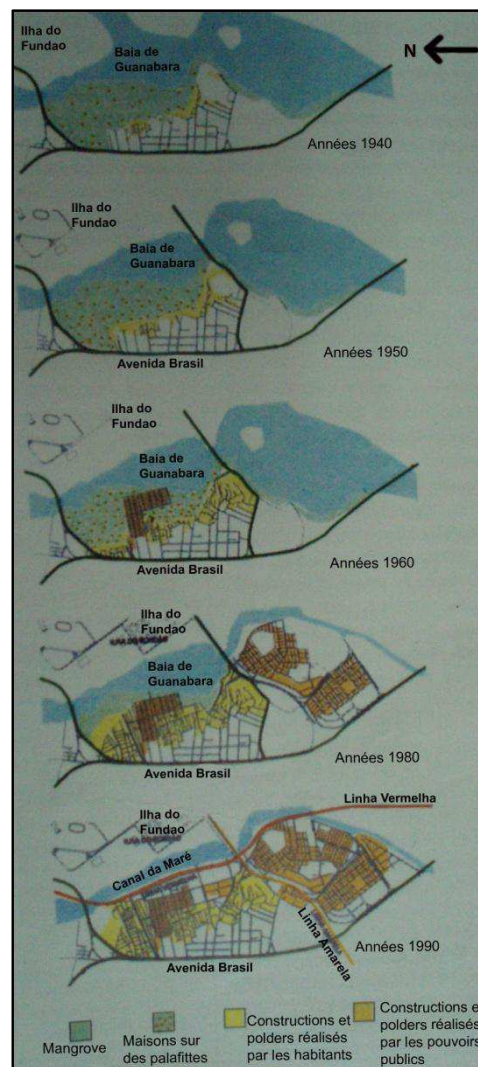 Ilha do
Fundao
Baia de
Guanabara
N
Années 1940
Ilha do
Fundao
Baia de
Guanabara
Années 1950
Avenida Brasil
Ilha do
Fundao
Baia de
Guanabara
Années 1960
Avenida Brasil
Ilha do
Fundao
Baia de
Guanabara
Années 1980
Avenida Brasil
Linha Vermelha
Ilha do
Fundao
Canal da Maré
Linha Amarela
Années 1990
Avenida Brasil
Mangrove
Maisons sur
des palafittes
Constructions et
polders réalisés
par les habitants
Constructions et
polders réalisés
par les pouvoirs
publics